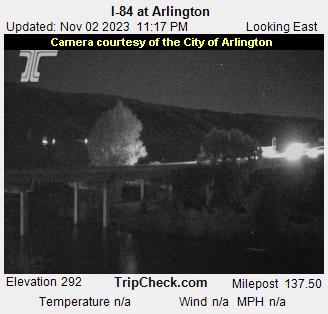 I-84 at Arlington
Updated: Nov 02 2023 11:17 PM Looking East
Camera courtesy of the City of Arlington
Elevation 292 TripCheck.com Milepost 137.50
Temperature n/a Wind n/a MPH n/a